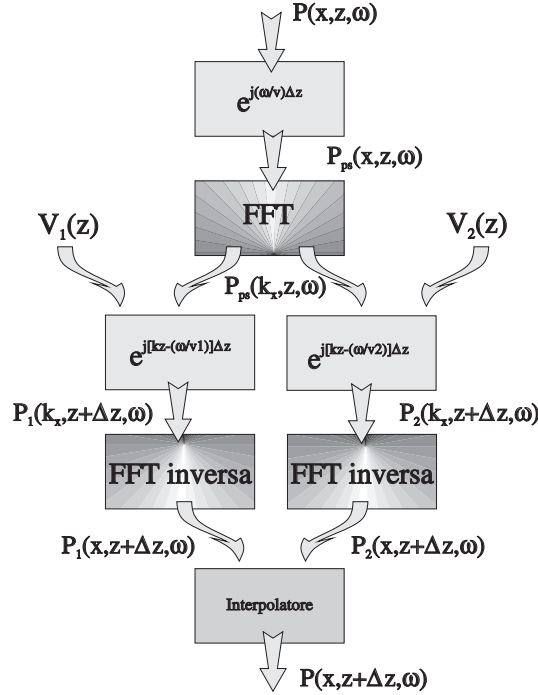 P(x,z,ω)
e^{j(ω/v)Δz}
P_{ps}(x,z,ω)
FFT
V_1(z)
V_2(z)
P_{ps}(k_x,z,ω)
e^{j[kz-(ω/v1)]Δz}
e^{j[kz-(ω/v2)]Δz}
P_1(k_x,z+Δz,ω)
P_2(k_x,z+Δz,ω)
FFT inversa
FFT inversa
P_1(x,z+Δz,ω)
P_2(x,z+Δz,ω)
Interpolatore
P(x,z+Δz,ω)